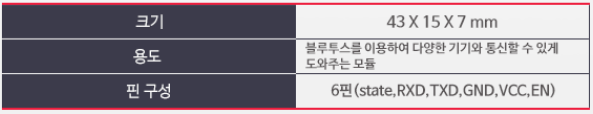 크기 43 X 15 X 7 mm
용도 블루투스를 이용하여 다양한 기기와 통신할 수 있게
도와주는 모듈
핀 구성 6핀(state,RXD,TXD,GND,VCC,EN)